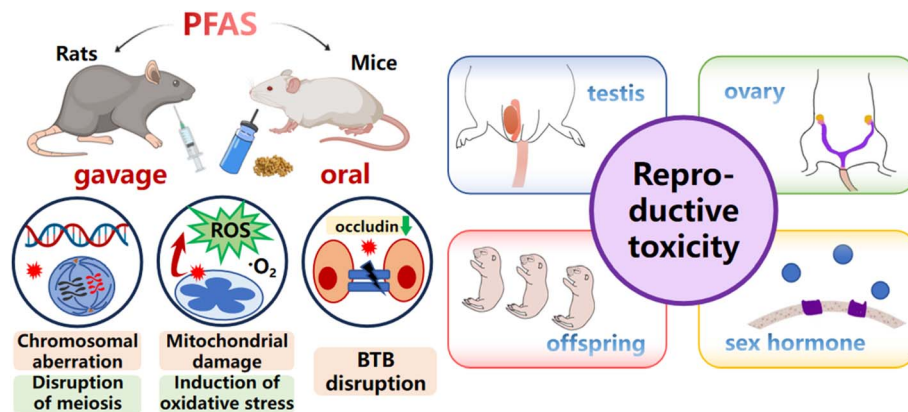 PFAS
Rats
Mice
gavage
oral
ROS
·O₂
occludin
Chromosomal
aberration
Disruption
of meiosis
Mitochondrial
damage
Induction of
oxidative stress
BTB
disruption
testis
ovary
Repro-
ductive
toxicity
offspring
sex hormone